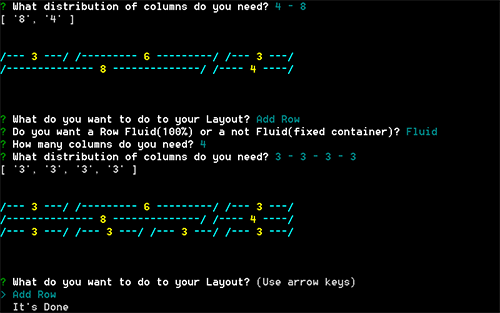 ? What distribution of columns do you need? 4 - 8
[ '8', '4' ]
/--- 3 ---/ /--------- 6 ----------/ /--- 3 ---/
/-------------- 8 --------------/ /---- 4 ----/
? What do you want to do to your Layout? Add Row
? Do you want a Row Fluid(100%) or a not Fluid(fixed container)? Fluid
? How many columns do you need? 4
? What distribution of columns do you need? 3 - 3 - 3 - 3
[ '3', '3', '3', '3' ]
/--- 3 ---/ /--------- 6 ----------/ /--- 3 ---/
/-------------- 8 --------------/ /---- 4 ----/
/--- 3 ---/ /--- 3 ---/ /--- 3 ---/ /--- 3 ---/
? What do you want to do to your Layout? (Use arrow keys)
> Add Row
It's Done